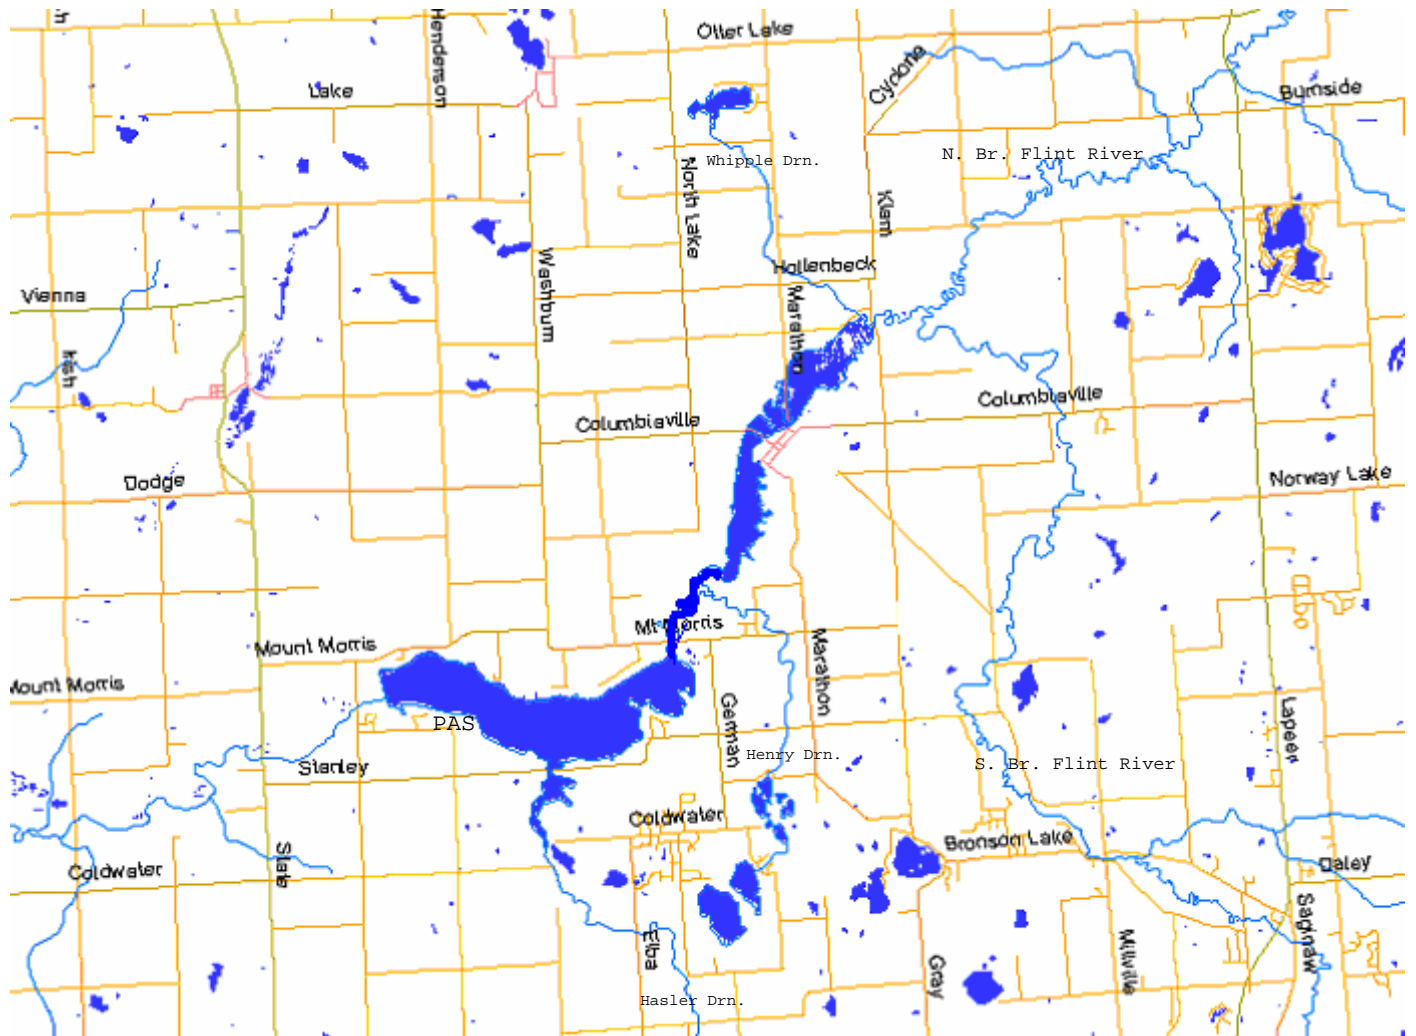 Henderson
Otter Lake
Cyclone
Lake
Burnside
Whipple Drn.
N. Br. Flint River
North Lake
Klam
Washburn
Hollenbeck
Vienna
Marathon
Irish
Columbiaville
Columbiaville
Dodge
Norway Lake
Mt Morris
Mount Morris
Marathon
Mount Morris
German
Lapeer
PAS
Henry Drn.
S. Br. Flint River
Stanley
Coldwater
Bronson Lake
Coldwater
State
Daley
Elba
Saginaw
Gray
Millville
Hasler Drn.